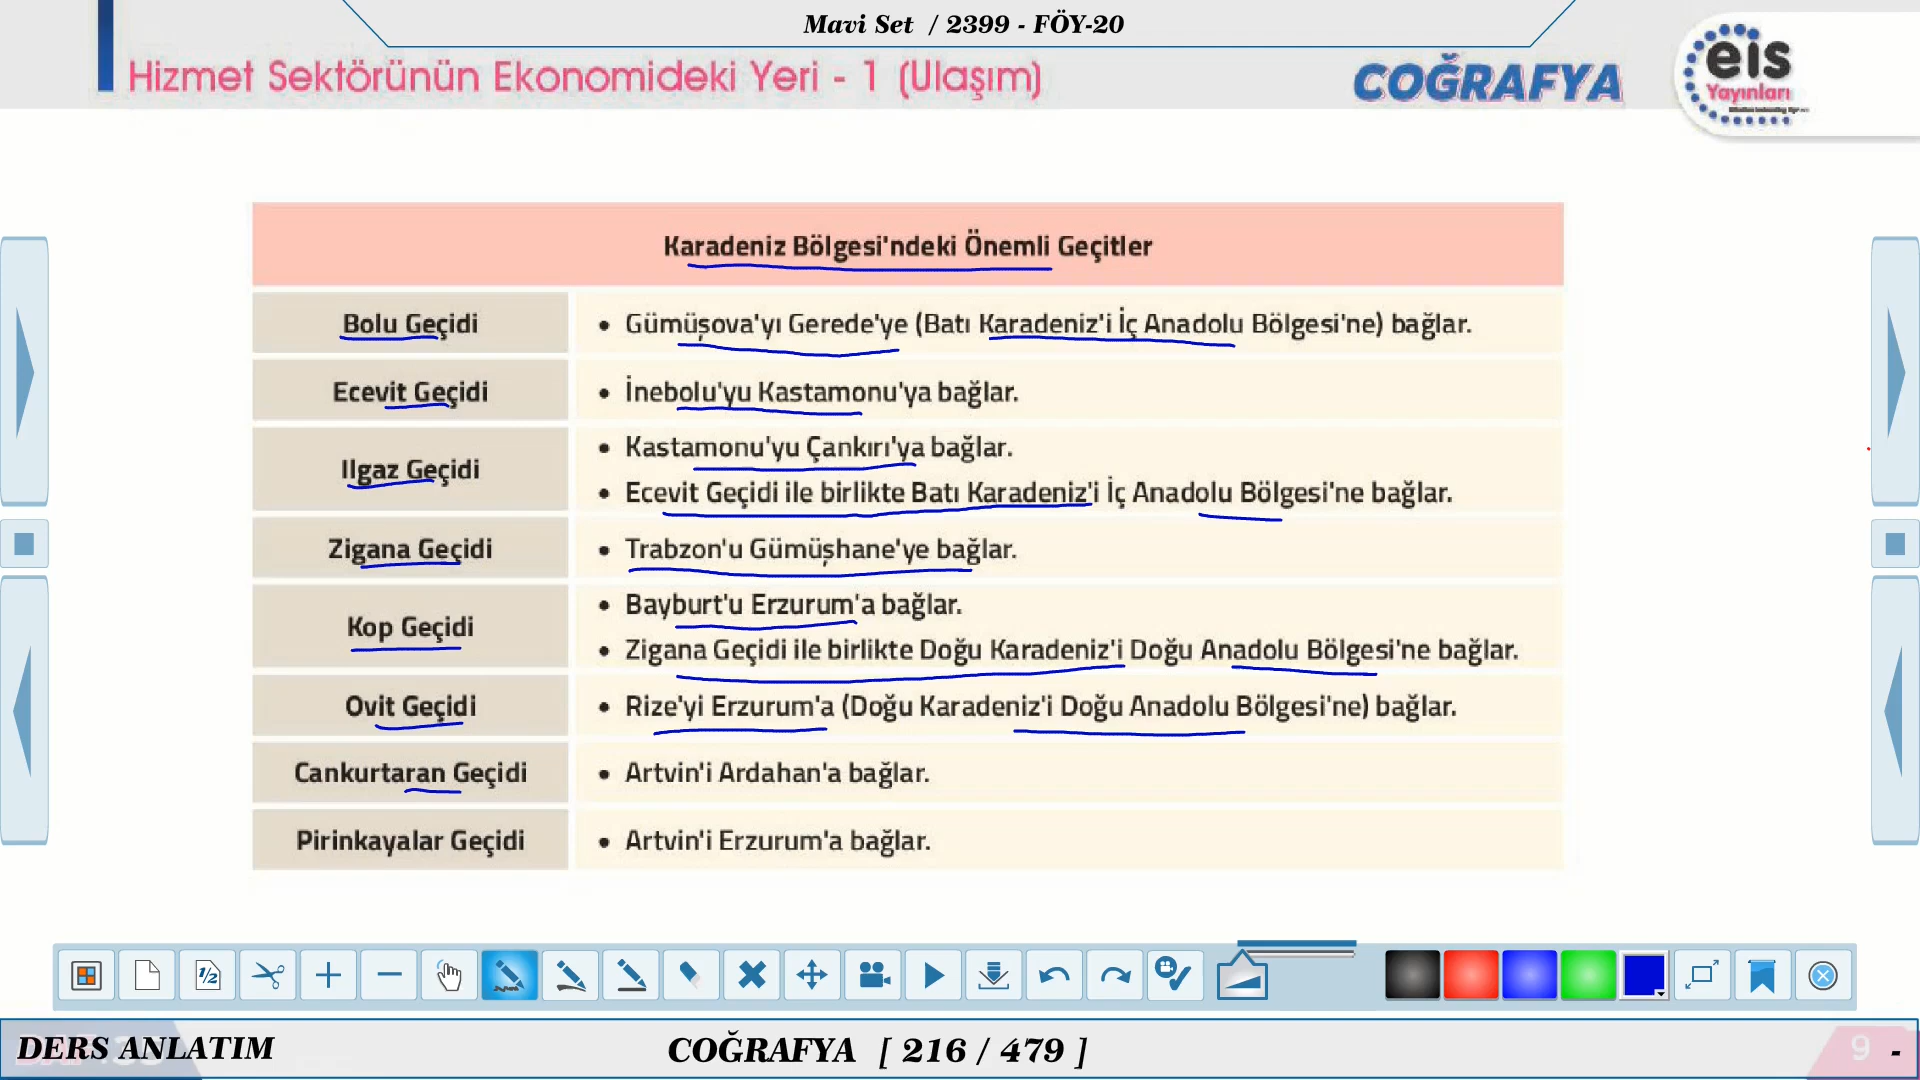 Mavi Set / 2399 - FÖY-20
Hizmet Sektörünün Ekonomideki Yeri - 1 (Ulaşım)
COĞRAFYA
eis
Yayınları
Karadeniz Bölgesi'ndeki Önemli Geçitler
Bolu Geçidi
• Gümüşova'yı Gerede'ye (Batı Karadeniz'i İç Anadolu Bölgesi'ne) bağlar.
Ecevit Geçidi
• İnebolu'yu Kastamonu'ya bağlar.
Ilgaz Geçidi
• Kastamonu'yu Çankırı'ya bağlar.
• Ecevit Geçidi ile birlikte Batı Karadeniz'i İç Anadolu Bölgesi'ne bağlar.
Zigana Geçidi
• Trabzon'u Gümüşhane'ye bağlar.
Kop Geçidi
• Bayburt'u Erzurum'a bağlar.
• Zigana Geçidi ile birlikte Doğu Karadeniz'i Doğu Anadolu Bölgesi'ne bağlar.
Ovit Geçidi
• Rize'yi Erzurum'a (Doğu Karadeniz'i Doğu Anadolu Bölgesi'ne) bağlar.
Cankurtaran Geçidi
• Artvin'i Ardahan'a bağlar.
Pirinkayalar Geçidi
• Artvin'i Erzurum'a bağlar.
1/2
DERS ANLATIM
COĞRAFYA [ 216 / 479 ]
9 -